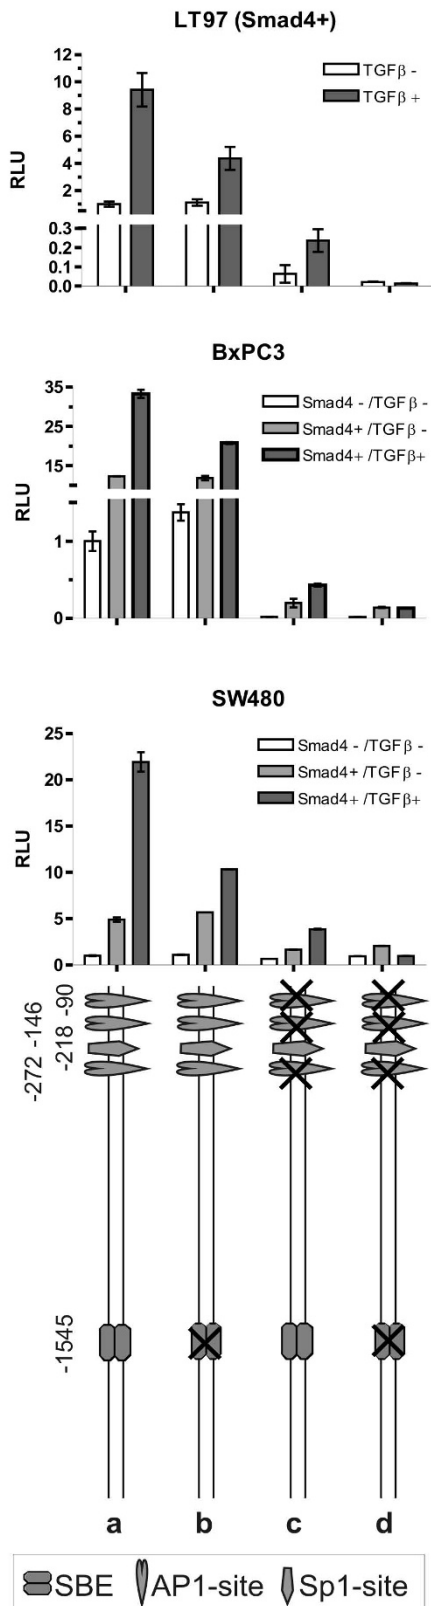 LT97 (Smad4+)
12
10
8
6
4
2
0.3
0.2
0.1
0.0
RLU
TGFβ -
TGFβ +
BxPC3
35
25
15
1
0
RLU
Smad4 - /TGFβ -
Smad4+ /TGFβ -
Smad4+ /TGFβ+
SW480
25
20
15
10
5
0
RLU
Smad4 - /TGFβ -
Smad4+ /TGFβ -
Smad4+ /TGFβ+
-272 -146
-218 -90
-1545
a b c d
SBE AP1-site Sp1-site